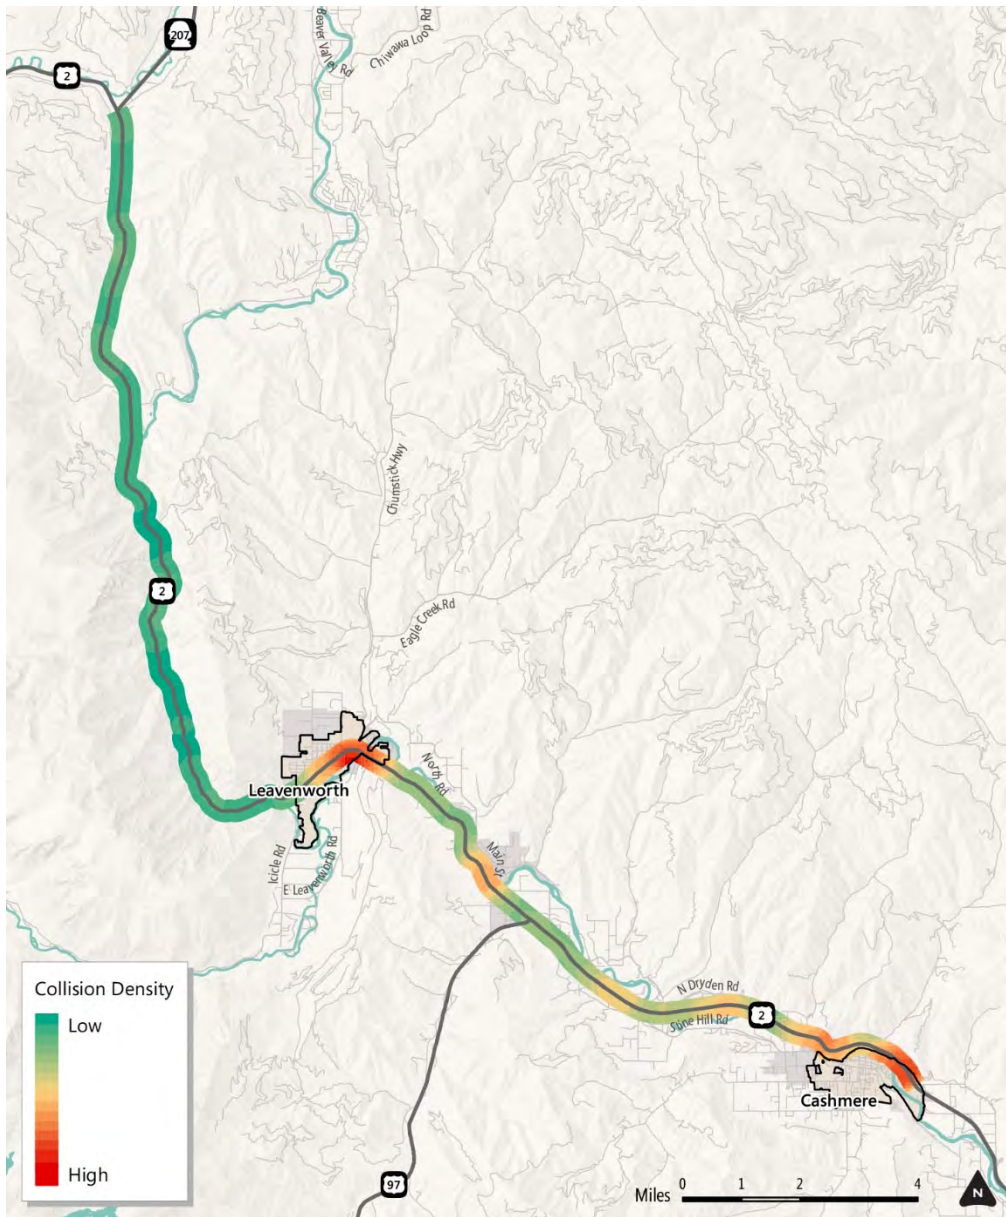 207
2
Beaver Valley Rd
Chiwawa Loop Rd
Chumstick Hwy
2
Eagle Creek Rd
Leavenworth
North Rd
Icicle Rd
E Leavenworth Rd
Main St
N Dryden Rd
2
Stine Hill Rd
Cashmere
97
Collision Density
Low
High
Miles 0 1 2 4
N